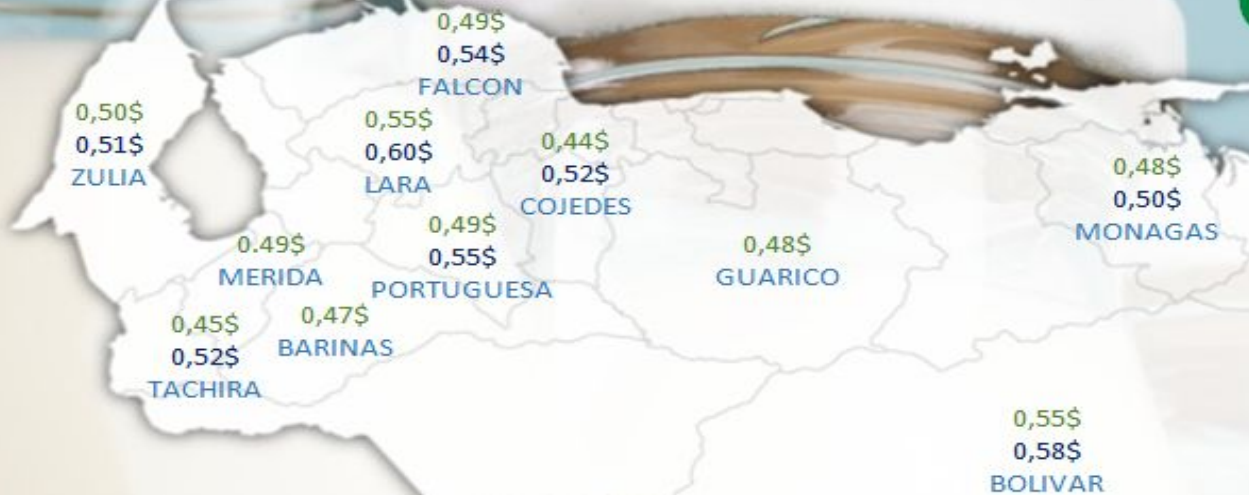 0,49$
0,54$
FALCON
0,50$
0,51$
ZULIA
0,55$
0,60$
LARA
0,44$
0,52$
COJEDES
0,48$
0,50$
MONAGAS
0.49$
MERIDA
0,49$
0,55$
PORTUGUESA
0,48$
GUARICO
0,45$
0,52$
TACHIRA
0,47$
BARINAS
0,55$
0,58$
BOLIVAR